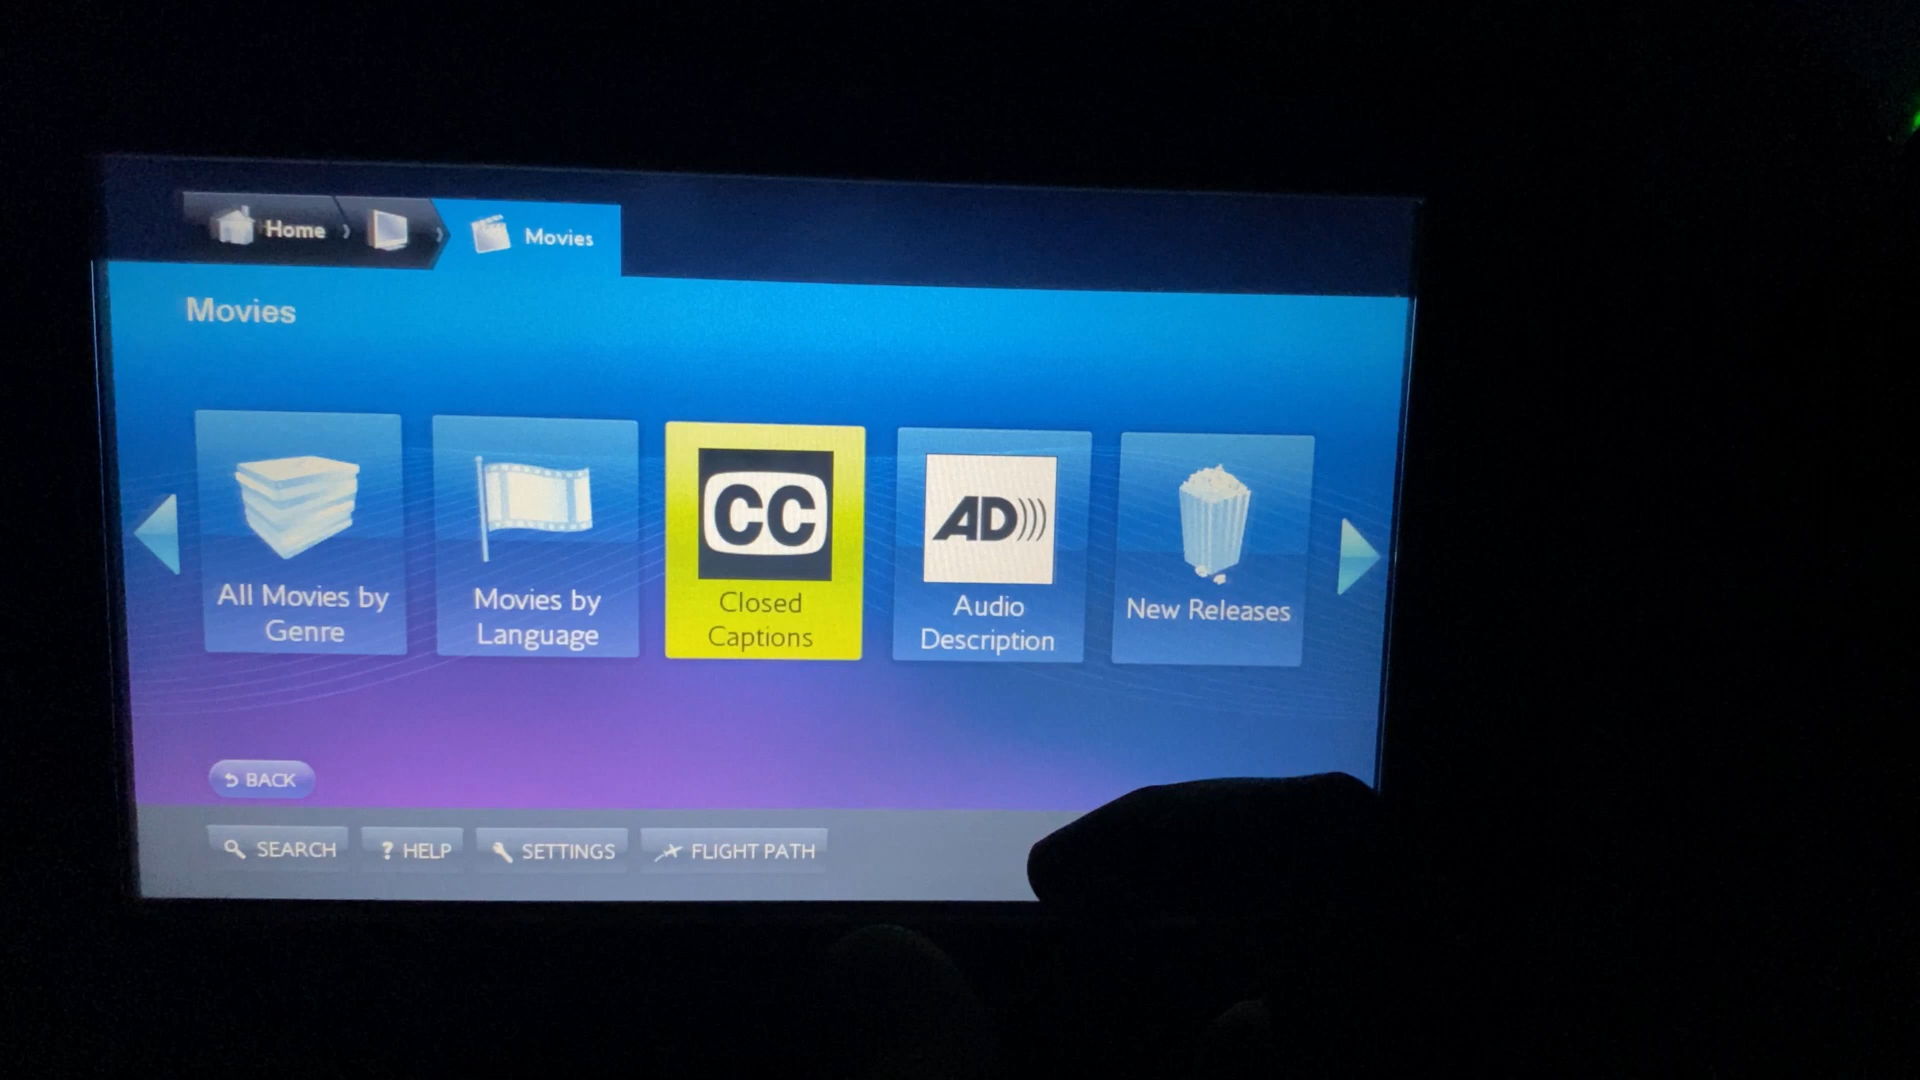 Home
Movies
Movies
All Movies by
Genre
Movies by
Language
CC
Closed
Captions
AD)))
Audio
Description
New Releases
BACK
? HELP
SEARCH
SETTINGS
FLIGHT PATH